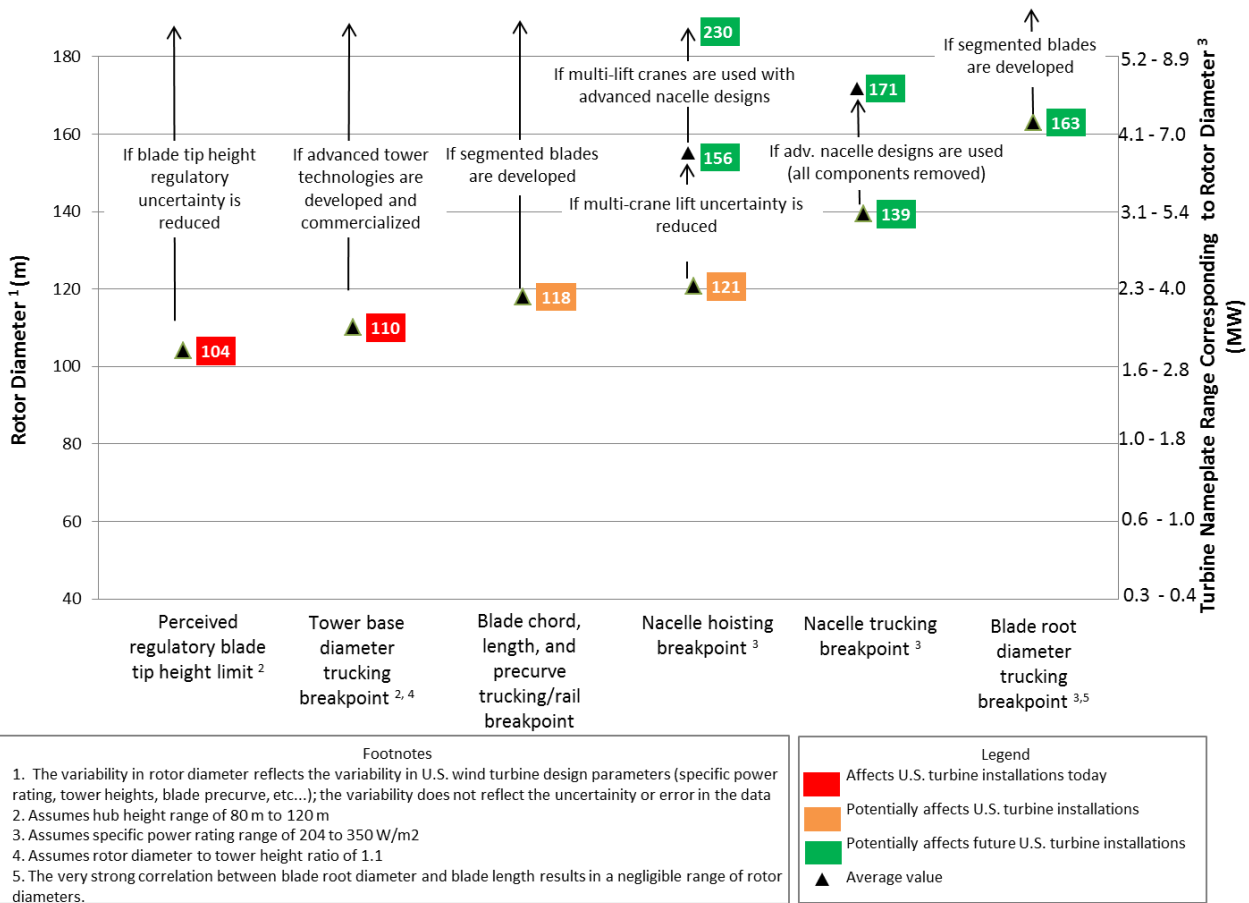 Rotor Diameter ¹ (m)
180
160
140
120
100
80
60
40
If blade tip height
regulatory
uncertainty is
reduced
104
If advanced tower
technologies are
developed and
commercialized
110
If segmented blades
are developed
118
230
If multi-lift cranes are used with
advanced nacelle designs
156
If multi-crane lift uncertainty is
reduced
121
171
If adv. nacelle designs are used
(all components removed)
139
If segmented blades
are developed
163
5.2 - 8.9
4.1 - 7.0
3.1 - 5.4
2.3 - 4.0
1.6 - 2.8
1.0 - 1.8
0.6 - 1.0
0.3 - 0.4
Turbine Nameplate Range Corresponding to Rotor Diameter ³
(MW)
Perceived
regulatory blade
tip height limit ²
Tower base
diameter
trucking
breakpoint ²,⁴
Blade chord,
length, and
precurve
trucking/rail
breakpoint
Nacelle hoisting
breakpoint ³
Nacelle trucking
breakpoint ³
Blade root
diameter
trucking
breakpoint ³,⁵
Footnotes
1. The variability in rotor diameter reflects the variability in U.S. wind turbine design parameters (specific power
rating, tower heights, blade precurve, etc...); the variability does not reflect the uncertainity or error in the data
2. Assumes hub height range of 80 m to 120 m
3. Assumes specific power rating range of 204 to 350 W/m2
4. Assumes rotor diameter to tower height ratio of 1.1
5. The very strong correlation between blade root diameter and blade length results in a negligible range of rotor
diameters.
Legend
Affects U.S. turbine installations today
Potentially affects U.S. turbine installations
Potentially affects future U.S. turbine installations
Average value